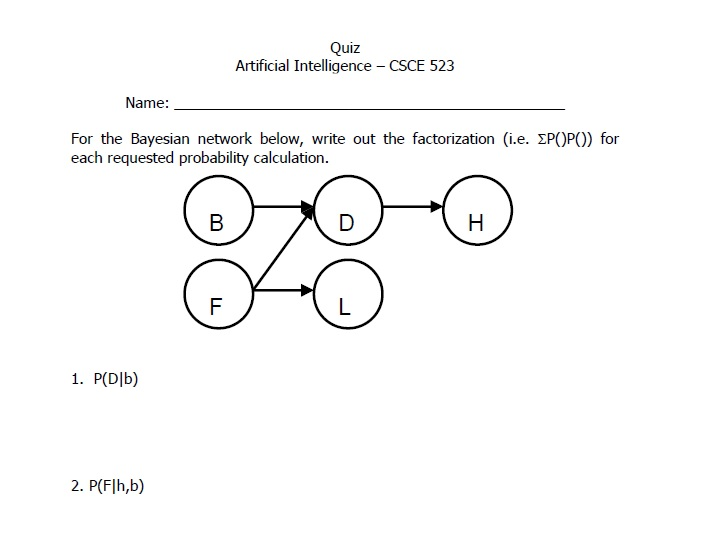 Quiz
Artificial Intelligence – CSCE 523
Name: ______________________________________________
For the Bayesian network below, write out the factorization (i.e. ΣP()P()) for
each requested probability calculation.
B D H
F L
1. P(D|b)
2. P(F|h,b)